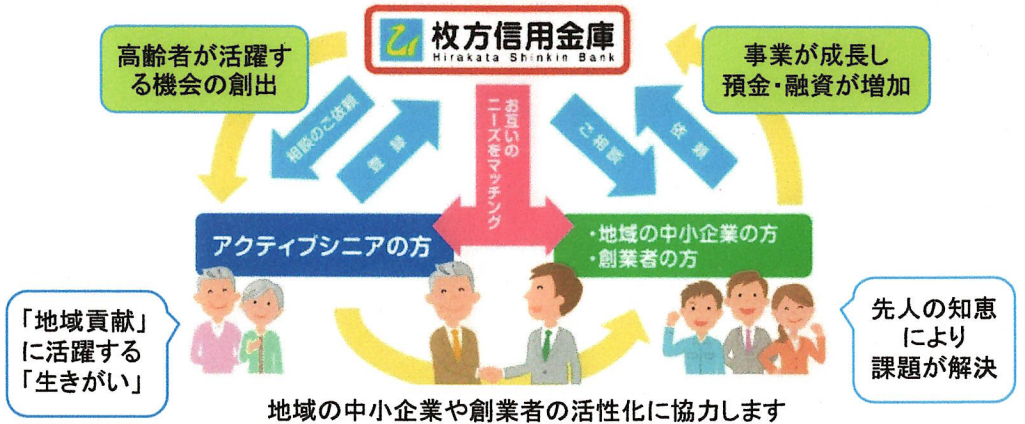 枚方信用金庫
Hirakata Shinkin Bank
高齢者が活躍す
る機会の創出
事業が成長し
預金・融資が増加
相談のご依頼
登録
お互いの
ニーズをマッチング
ご相談
依頼
アクティブシニアの方
・地域の中小企業の方
・創業者の方
「地域貢献」
に活躍する
「生きがい」
先人の知恵
により
課題が解決
地域の中小企業や創業者の活性化に協力します